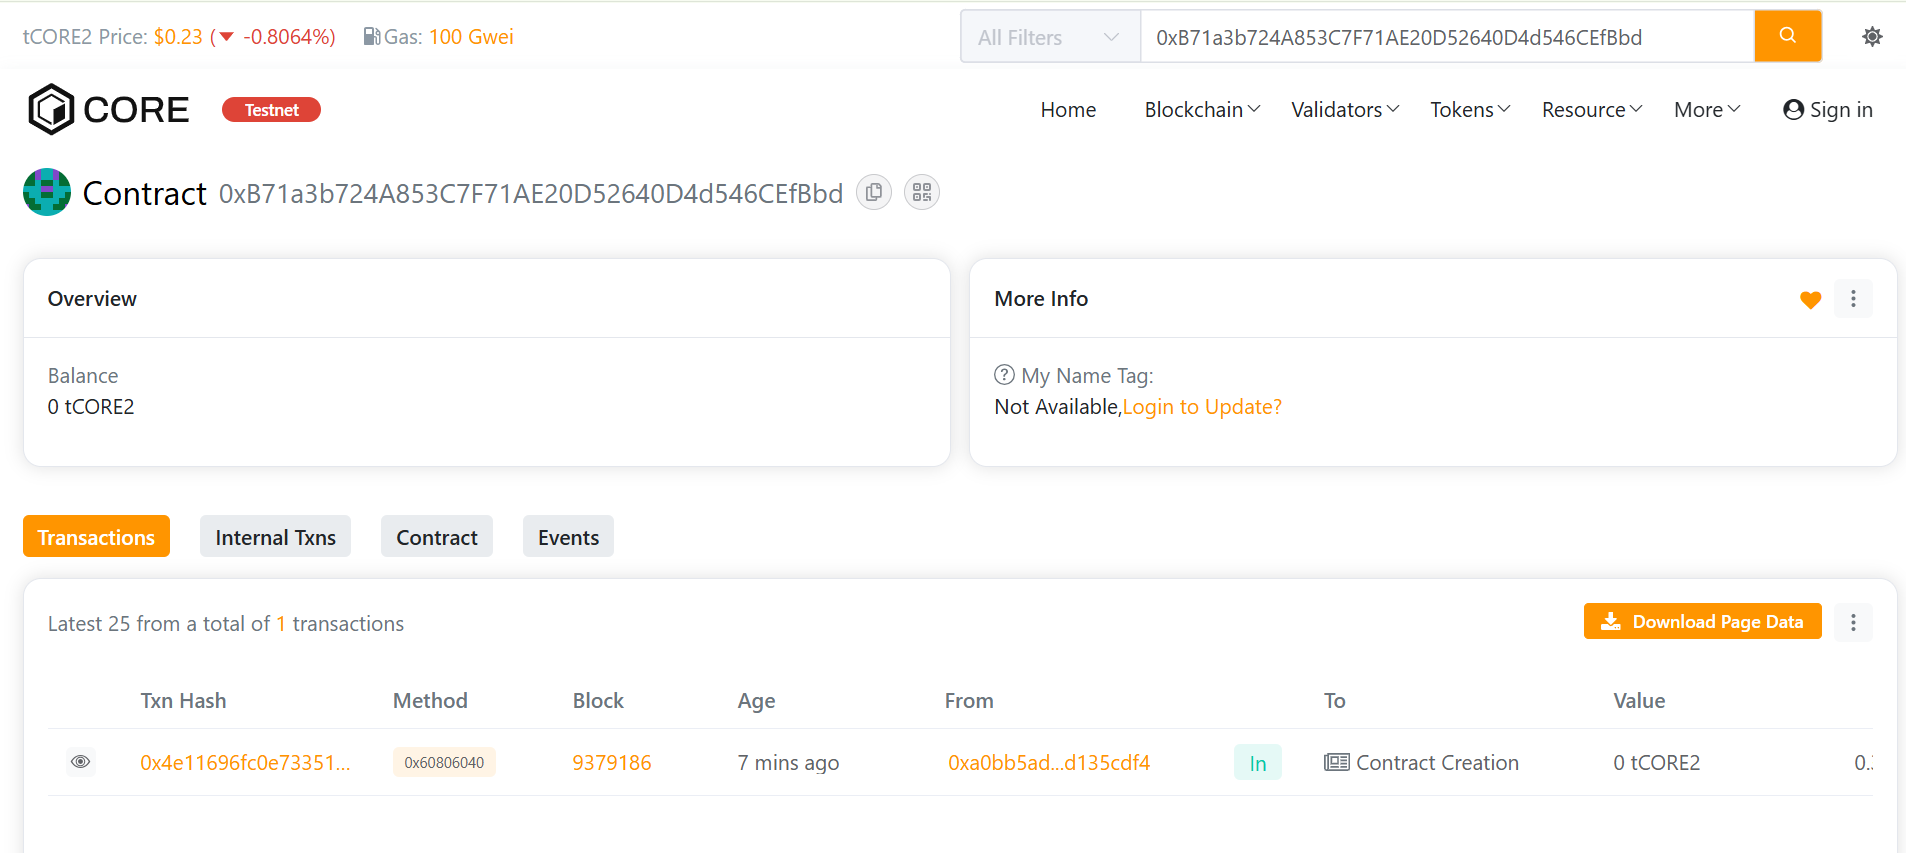 tCORE2 Price: $0.23 (▼ -0.8064%) Gas: 100 Gwei All Filters 0xB71a3b724A853C7F71AE20D52640D4d546CEfBbd
CORE Testnet Home Blockchain Validators Tokens Resource More Sign in
Contract 0xB71a3b724A853C7F71AE20D52640D4d546CEfBbd
Overview
Balance
0 tCORE2
More Info
My Name Tag:
Not Available,Login to Update?
Transactions Internal Txns Contract Events
Latest 25 from a total of 1 transactions Download Page Data
Txn Hash Method Block Age From To Value
0x4e11696fc0e73351... 0x60806040 9379186 7 mins ago 0xa0bb5ad...d135cdf4 In Contract Creation 0 tCORE2